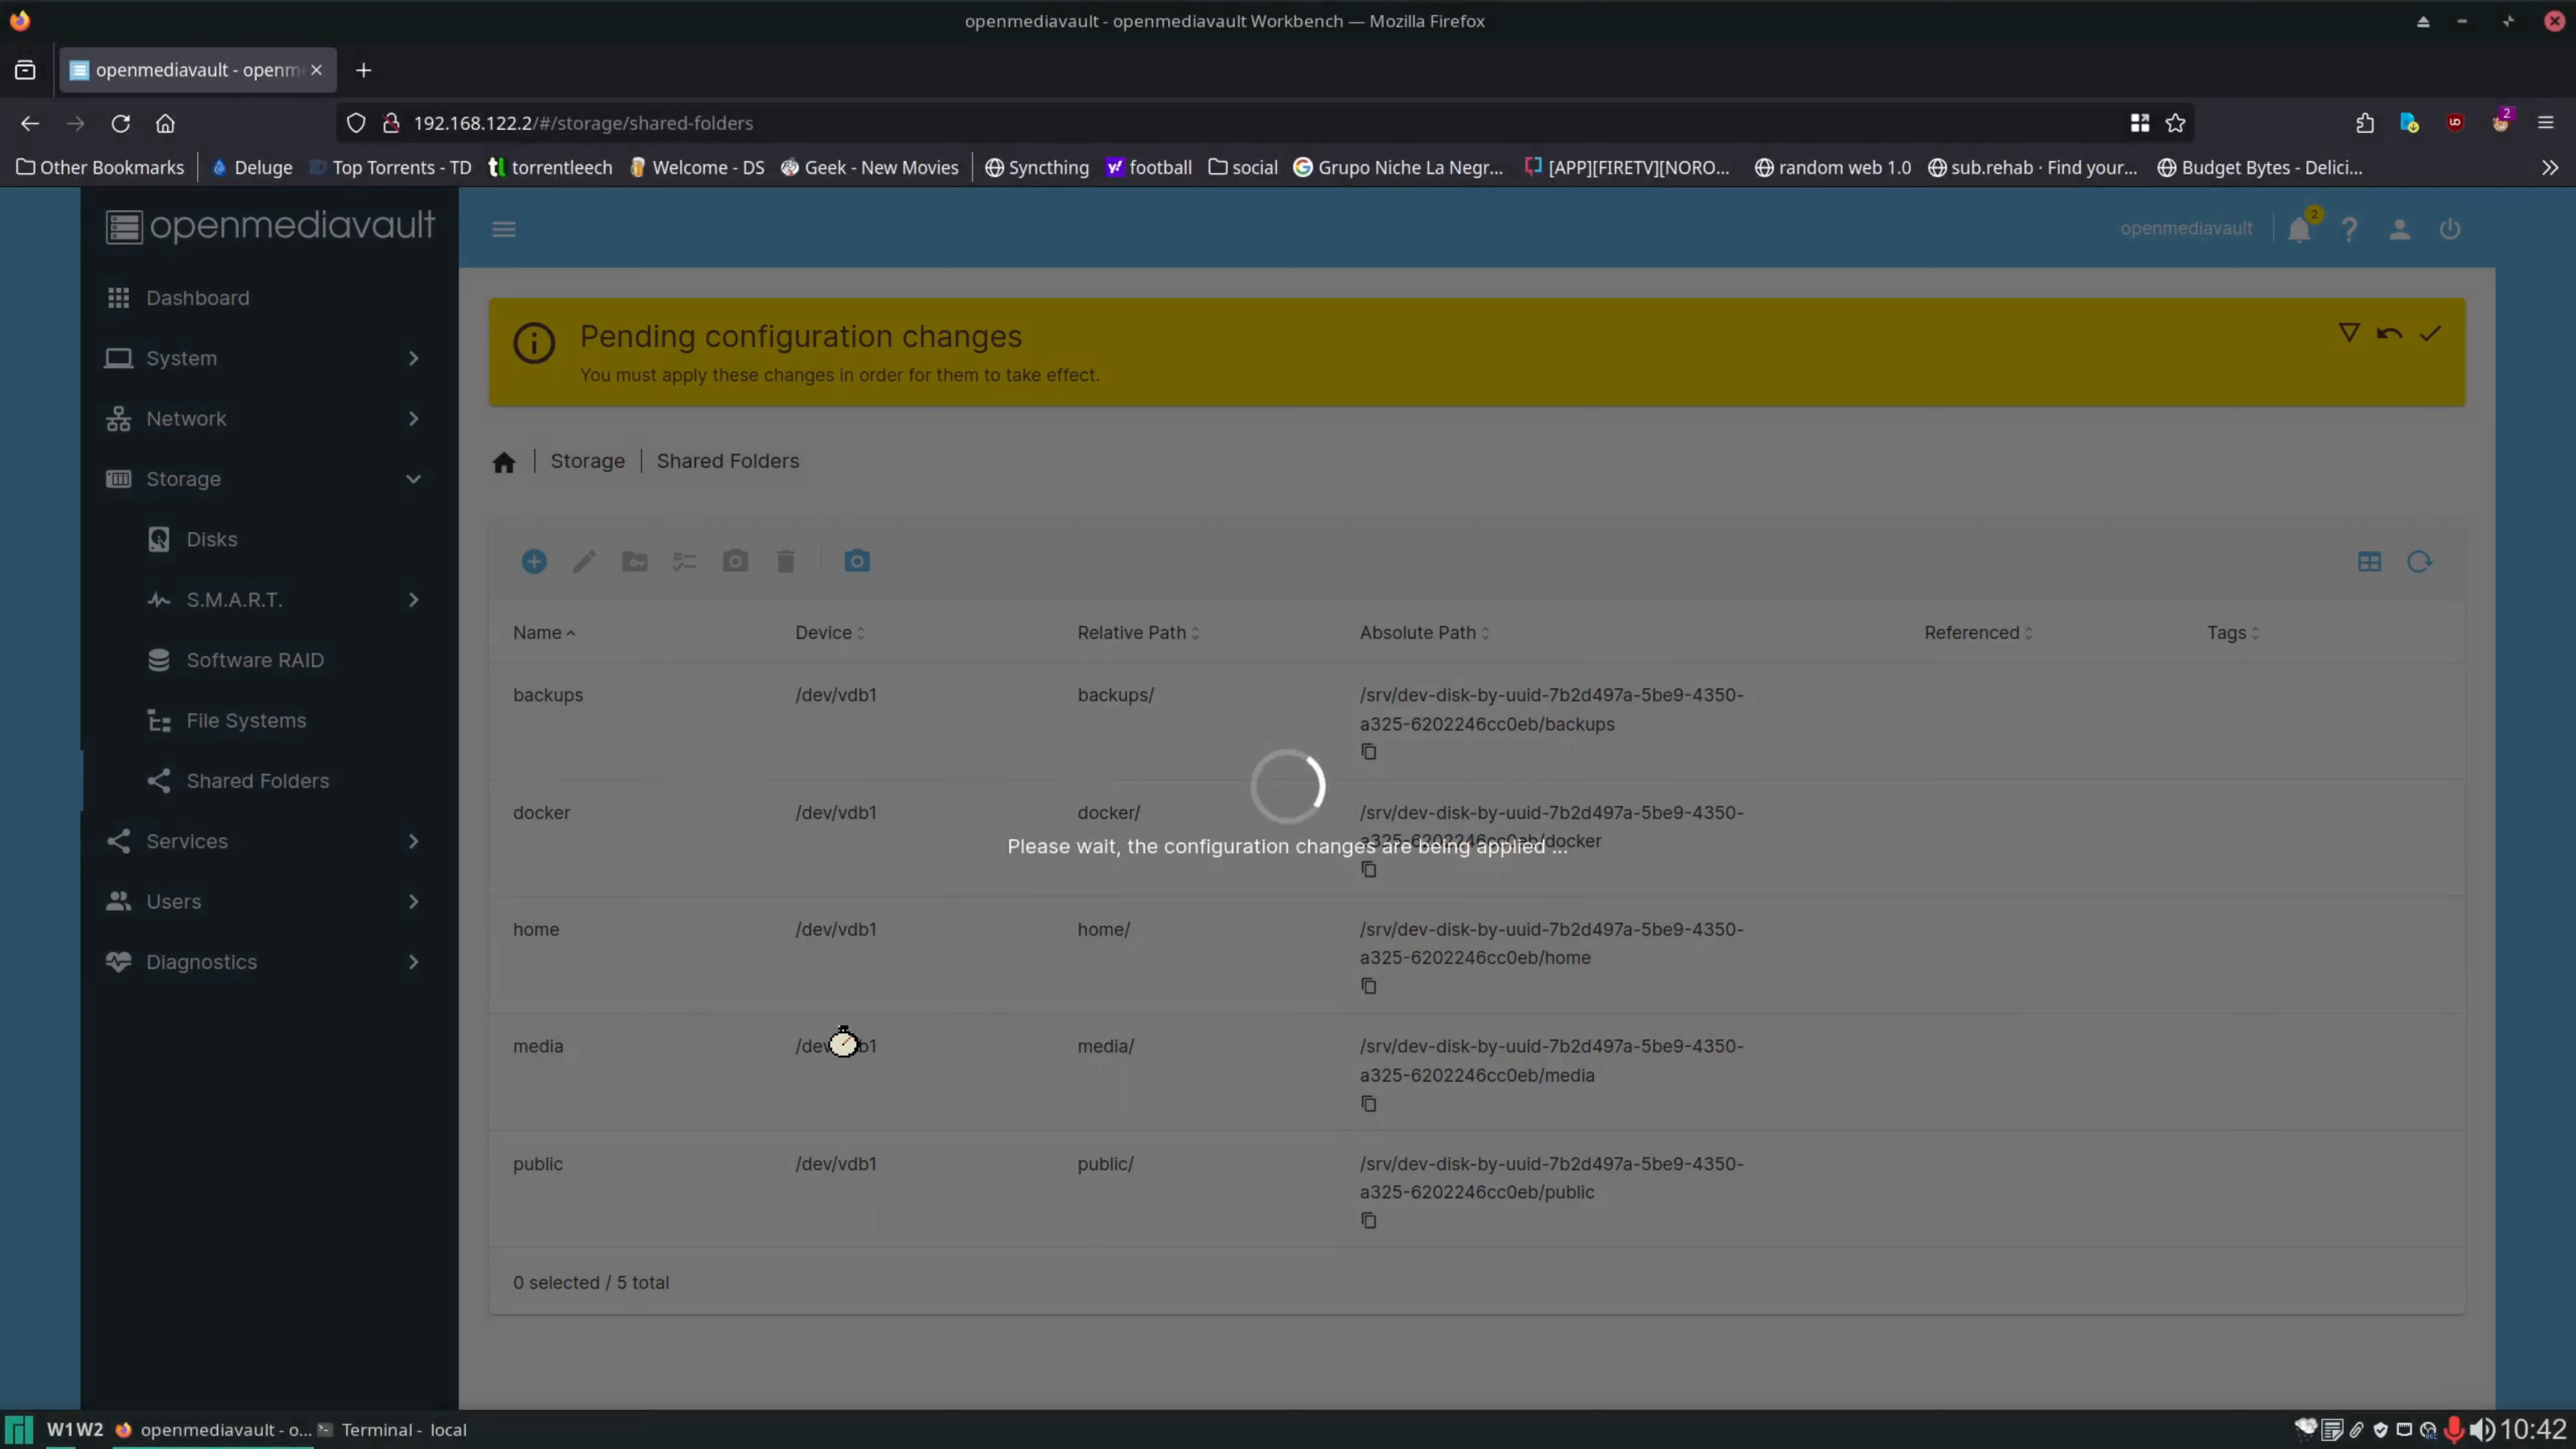 openmediavault - openmediavault Workbench — Mozilla Firefox
openmediavault - openm
192.168.122.2/#/storage/shared-folders
2
Other Bookmarks
Deluge
Top Torrents - TD
torrentleech
Welcome - DS
Geek - New Movies
Syncthing
football
social
Grupo Niche La Negr...
[APP][FIRETV][NORO...
random web 1.0
sub.rehab · Find your...
Budget Bytes - Delici...
openmediavault
openmediavault
2
Dashboard
System
Network
Storage
Disks
S.M.A.R.T.
Software RAID
File Systems
Shared Folders
Services
Users
Diagnostics
Pending configuration changes
You must apply these changes in order for them to take effect.
Storage | Shared Folders
Name Device Relative Path Absolute Path Referenced Tags
backups /dev/vdb1 backups/ /srv/dev-disk-by-uuid-7b2d497a-5be9-4350-
a325-6202246cc0eb/backups
docker /dev/vdb1 docker/ /srv/dev-disk-by-uuid-7b2d497a-5be9-4350-
a325-6202246cc0eb/docker
Please wait, the configuration changes are being applied ...
home /dev/vdb1 home/ /srv/dev-disk-by-uuid-7b2d497a-5be9-4350-
a325-6202246cc0eb/home
media /dev/vdb1 media/ /srv/dev-disk-by-uuid-7b2d497a-5be9-4350-
a325-6202246cc0eb/media
public /dev/vdb1 public/ /srv/dev-disk-by-uuid-7b2d497a-5be9-4350-
a325-6202246cc0eb/public
0 selected / 5 total
W1 W2
openmediavault - o...
Terminal - local
10:42